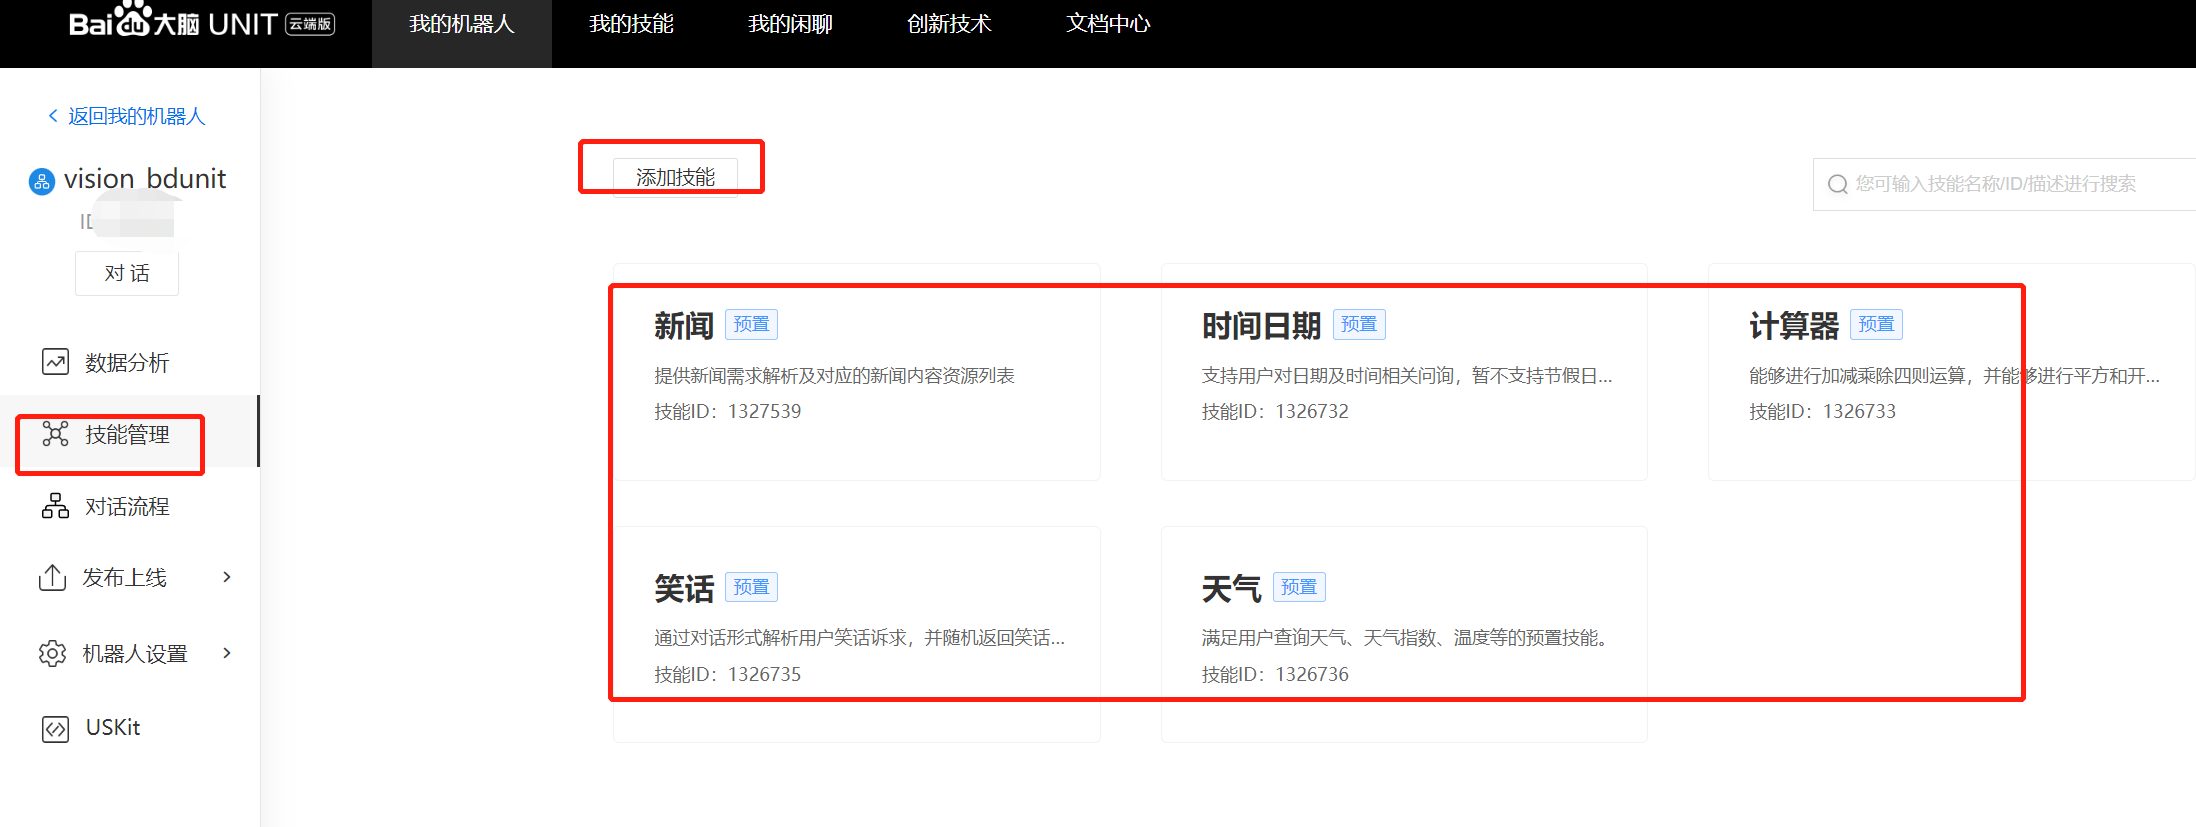 Bai du 大脑 UNIT 云端版 我的机器人 我的技能 我的闲聊 创新技术 文档中心
< 返回我的机器人
vision_bdunit
对话
数据分析
技能管理
对话流程
发布上线
机器人设置
USKit
添加技能
您可输入技能名称/ID/描述进行搜索
新闻 预置
提供新闻需求解析及对应的新闻内容资源列表
技能ID：1327539
时间日期 预置
支持用户对日期及时间相关问询，暂不支持节假日...
技能ID：1326732
计算器 预置
能够进行加减乘除四则运算，并能够进行平方和开...
技能ID：1326733
笑话 预置
通过对话形式解析用户笑话诉求，并随机返回笑话...
技能ID：1326735
天气 预置
满足用户查询天气、天气指数、温度等的预置技能。
技能ID：1326736